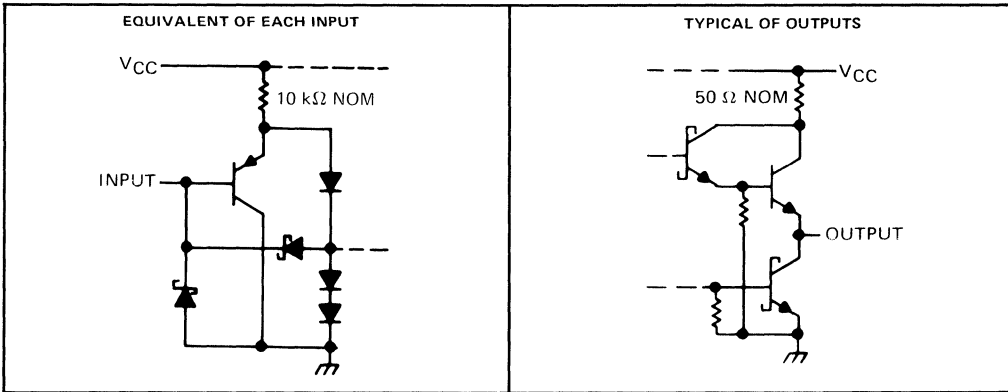 EQUIVALENT OF EACH INPUT
VCC
10 kΩ NOM
INPUT
TYPICAL OF OUTPUTS
VCC
50 Ω NOM
OUTPUT